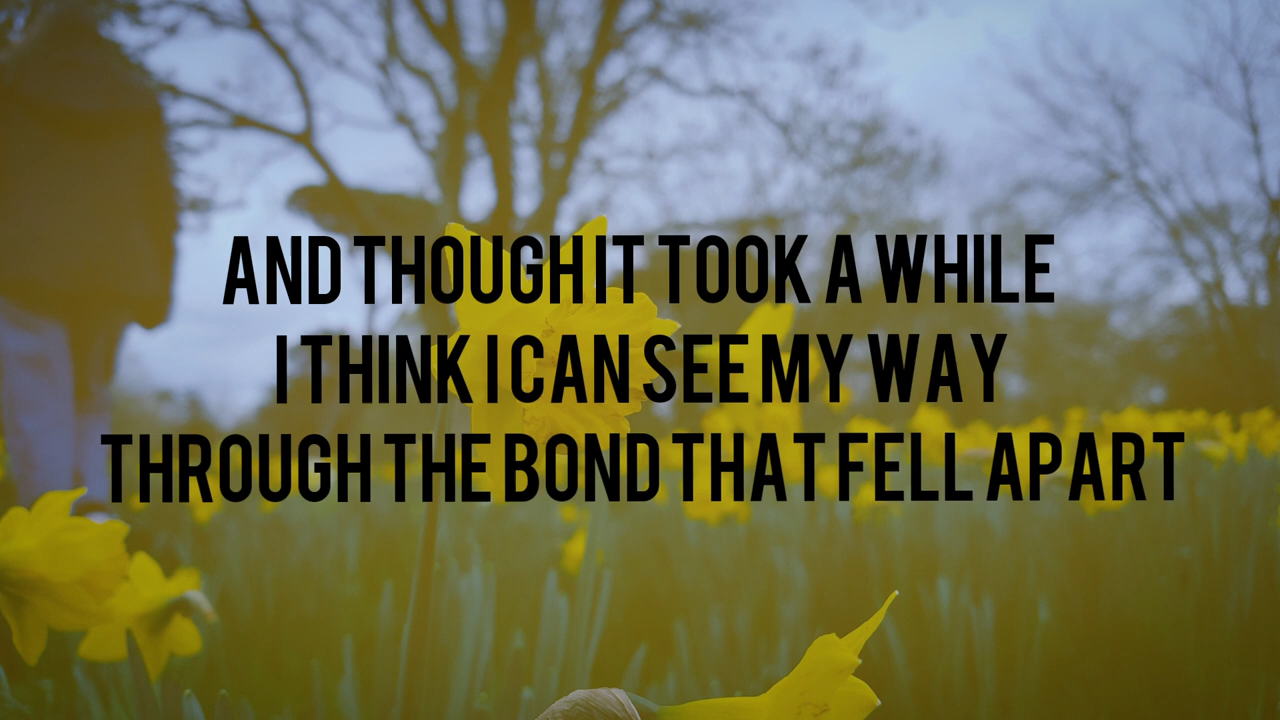 AND THOUGH IT TOOK A WHILE
I THINK I CAN SEE MY WAY
THROUGH THE BOND THAT FELL APART